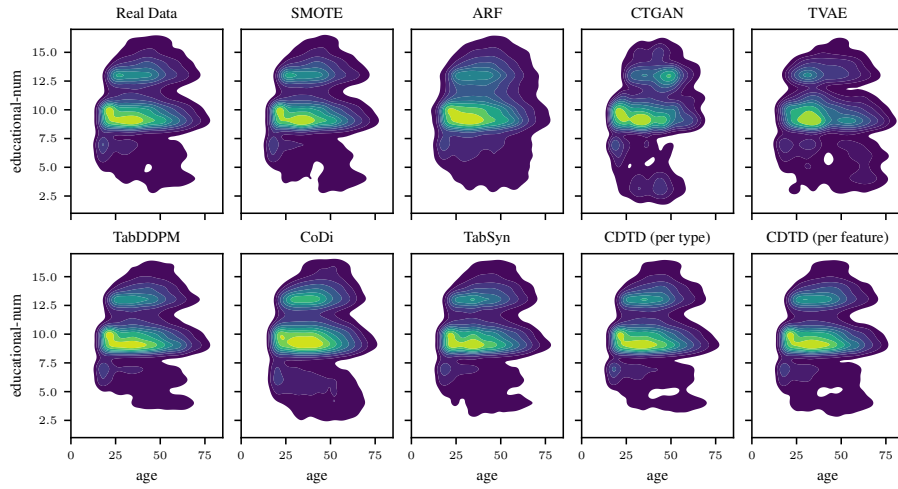 Real Data SMOTE ARF CTGAN TVAE
15.0
12.5
10.0
7.5
5.0
2.5
educational-num
TabDDPM CoDi TabSyn CDTD (per type) CDTD (per feature)
15.0
12.5
10.0
7.5
5.0
2.5
educational-num
0 25 50 75 0 25 50 75 0 25 50 75 0 25 50 75 0 25 50 75
age age age age age